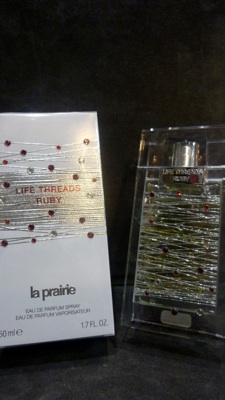 LIFE THREADS
RUBY
la prairie
EAU DE PARFUM SPRAY
EAU DE PARFUM VAPORISATEUR
50 ml e
1.7 FL. OZ.
LIFE THREADS
RUBY